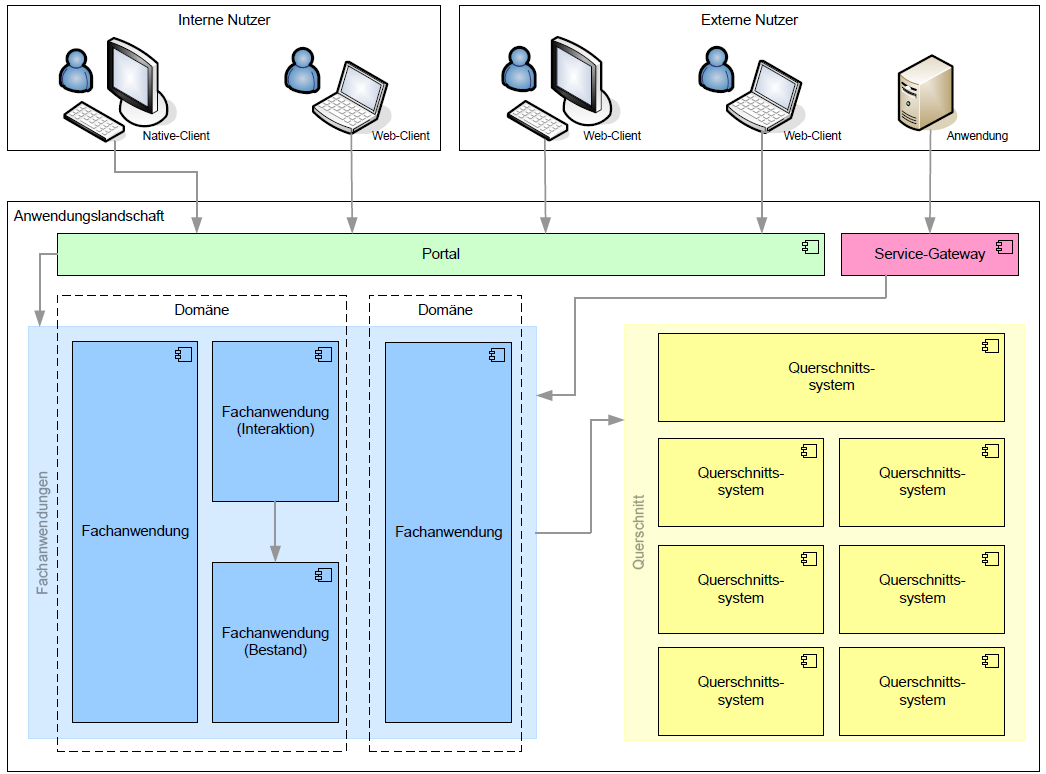 Interne Nutzer
Externe Nutzer
Native-Client
Web-Client
Web-Client
Web-Client
Anwendung
Anwendungslandschaft
Portal
Service-Gateway
Domäne
Domäne
Fachanwendungen
Fachanwendung
Fachanwendung
(Interaktion)
Fachanwendung
(Bestand)
Fachanwendung
Querschnitt
Querschnitts-
system
Querschnitts-
system
Querschnitts-
system
Querschnitts-
system
Querschnitts-
system
Querschnitts-
system
Querschnitts-
system